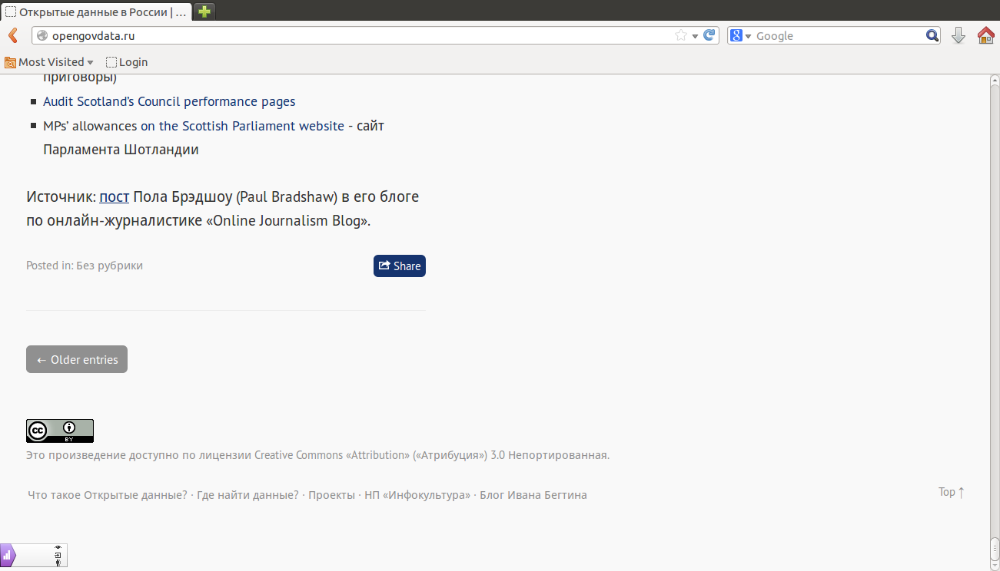 Открытые данные в России | ...
opengovdata.ru
Google
Most Visited
Login
приговоры)
Audit Scotland's Council performance pages
MPs' allowances on the Scottish Parliament website - сайт
Парламента Шотландии
Источник: пост Пола Брэдшоу (Paul Bradshaw) в его блоге
по онлайн-журналистике «Online Journalism Blog».
Posted in: Без рубрики
Share
← Older entries
cc
BY
Это произведение доступно по лицензии Creative Commons «Attribution» («Атрибуция») 3.0 Непортированная.
Что такое Открытые данные? · Где найти данные? · Проекты · НП «Инфокультура» · Блог Ивана Бегтина
Top ↑